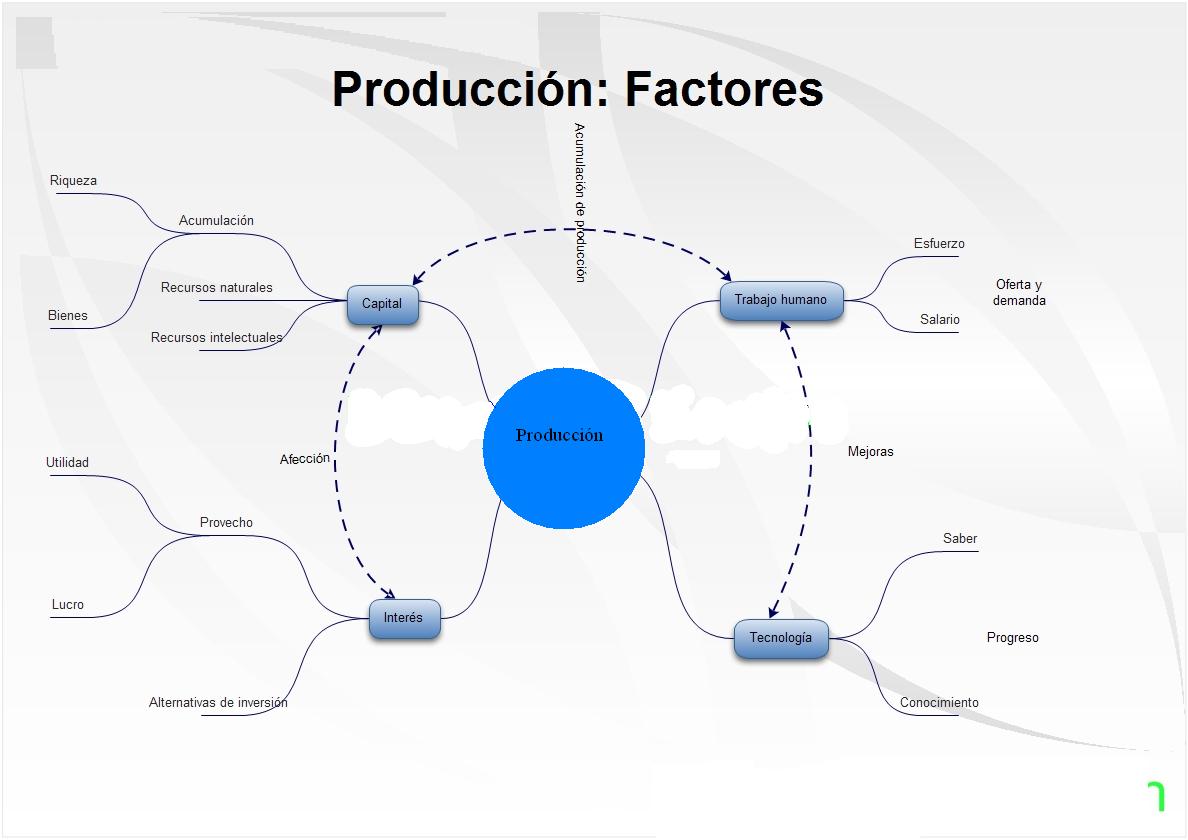 Producción: Factores
Acumulación de producción
Riqueza
Acumulación
Recursos naturales
Bienes
Recursos intelectuales
Capital
Trabajo humano
Esfuerzo
Salario
Oferta y
demanda
Producción
Afección
Mejoras
Utilidad
Provecho
Lucro
Interés
Alternativas de inversión
Tecnología
Saber
Progreso
Conocimiento